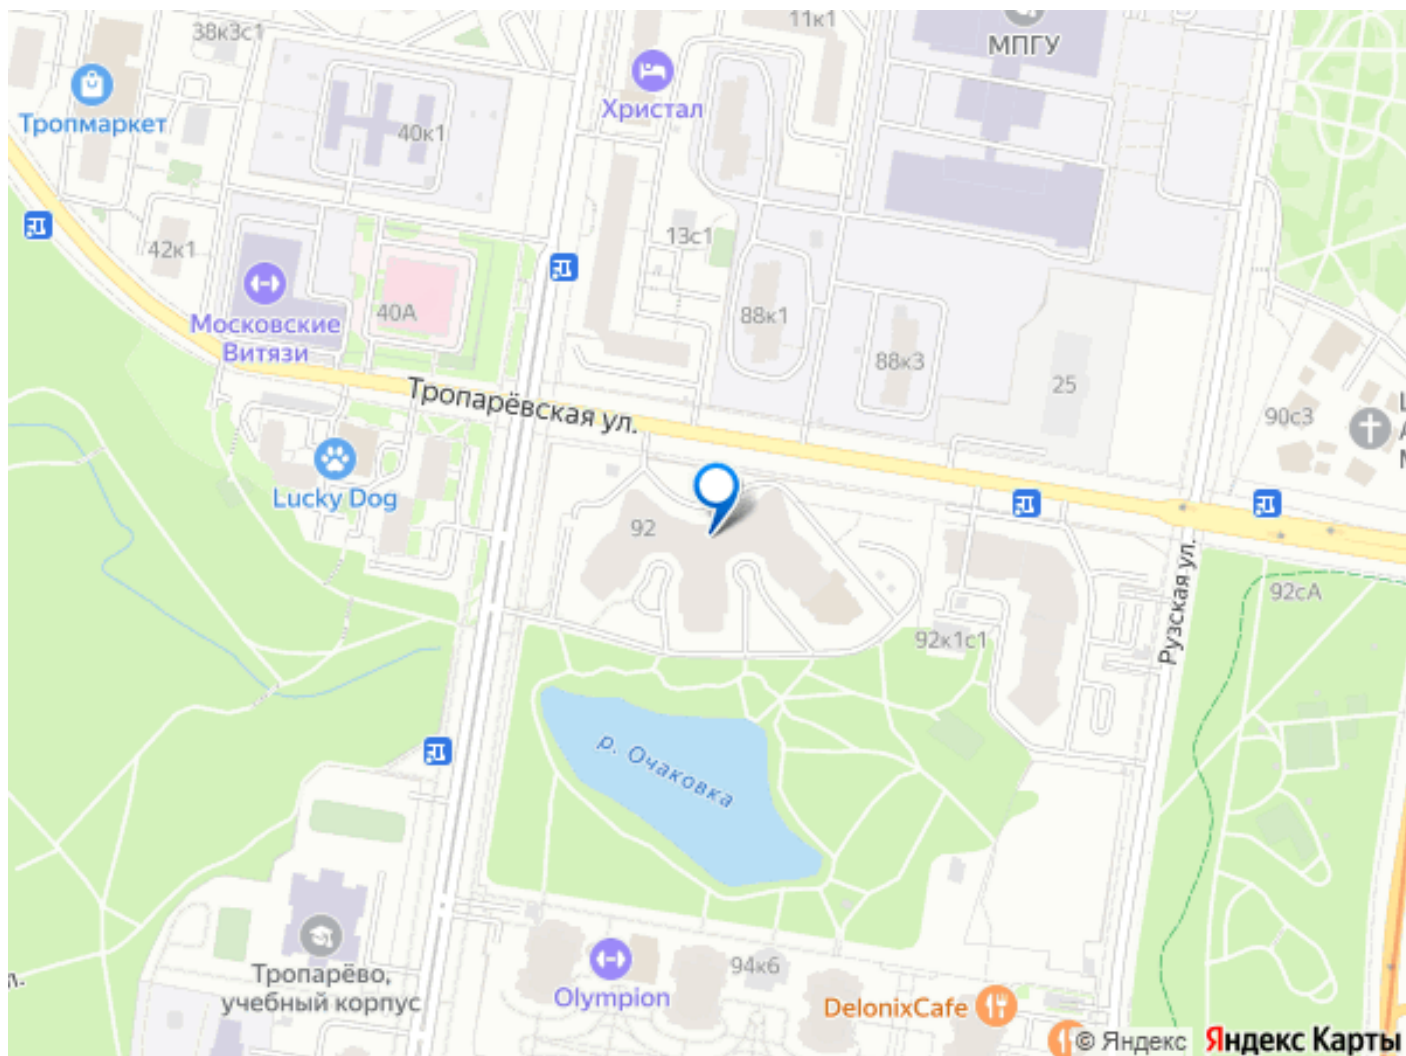 38к3с1
11к1
МПГУ
Христал
Тропмаркет
40к1
13с1
42к1
40А
Московские
Витязи
88к1
88к3
25
Тропарёвская ул.
90с3
Lucky Dog
92
92сА
Рузская ул.
92к1с1
р. Очаковка
Тропарёво,
учебный корпус
94к6
Olympion
DelonixCafe
© Яндекс
Яндекс Карты